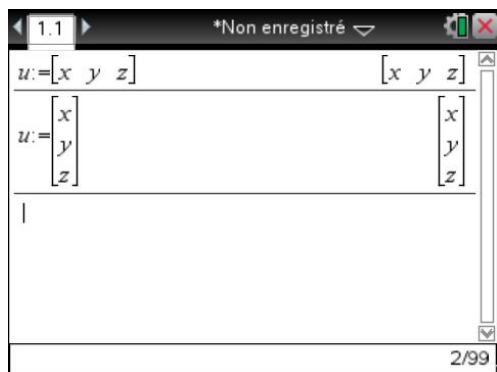 1.1 *Non enregistré
u:=[x y z] [x y z]
u:=[x
y
z] [x
y
z]
2/99